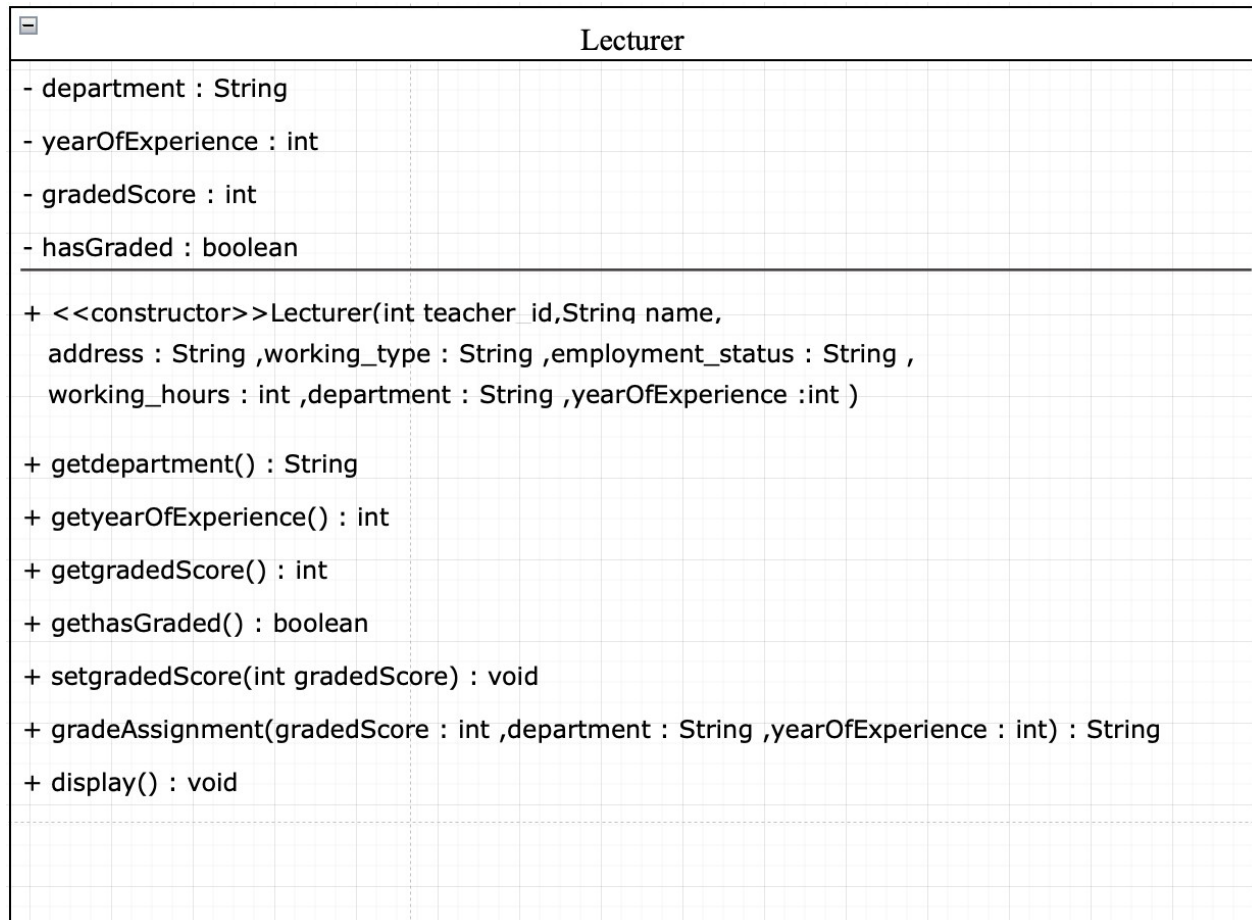 Lecturer
- department : String
- yearOfExperience : int
- gradedScore : int
- hasGraded : boolean
+ <<constructor>>Lecturer(int teacher_id,String name,
address : String ,working_type : String ,employment_status : String ,
working_hours : int ,department : String ,yearOfExperience :int )
+ getdepartment() : String
+ getyearOfExperience() : int
+ getgradedScore() : int
+ gethasGraded() : boolean
+ setgradedScore(int gradedScore) : void
+ gradeAssignment(gradedScore : int ,department : String ,yearOfExperience : int) : String
+ display() : void